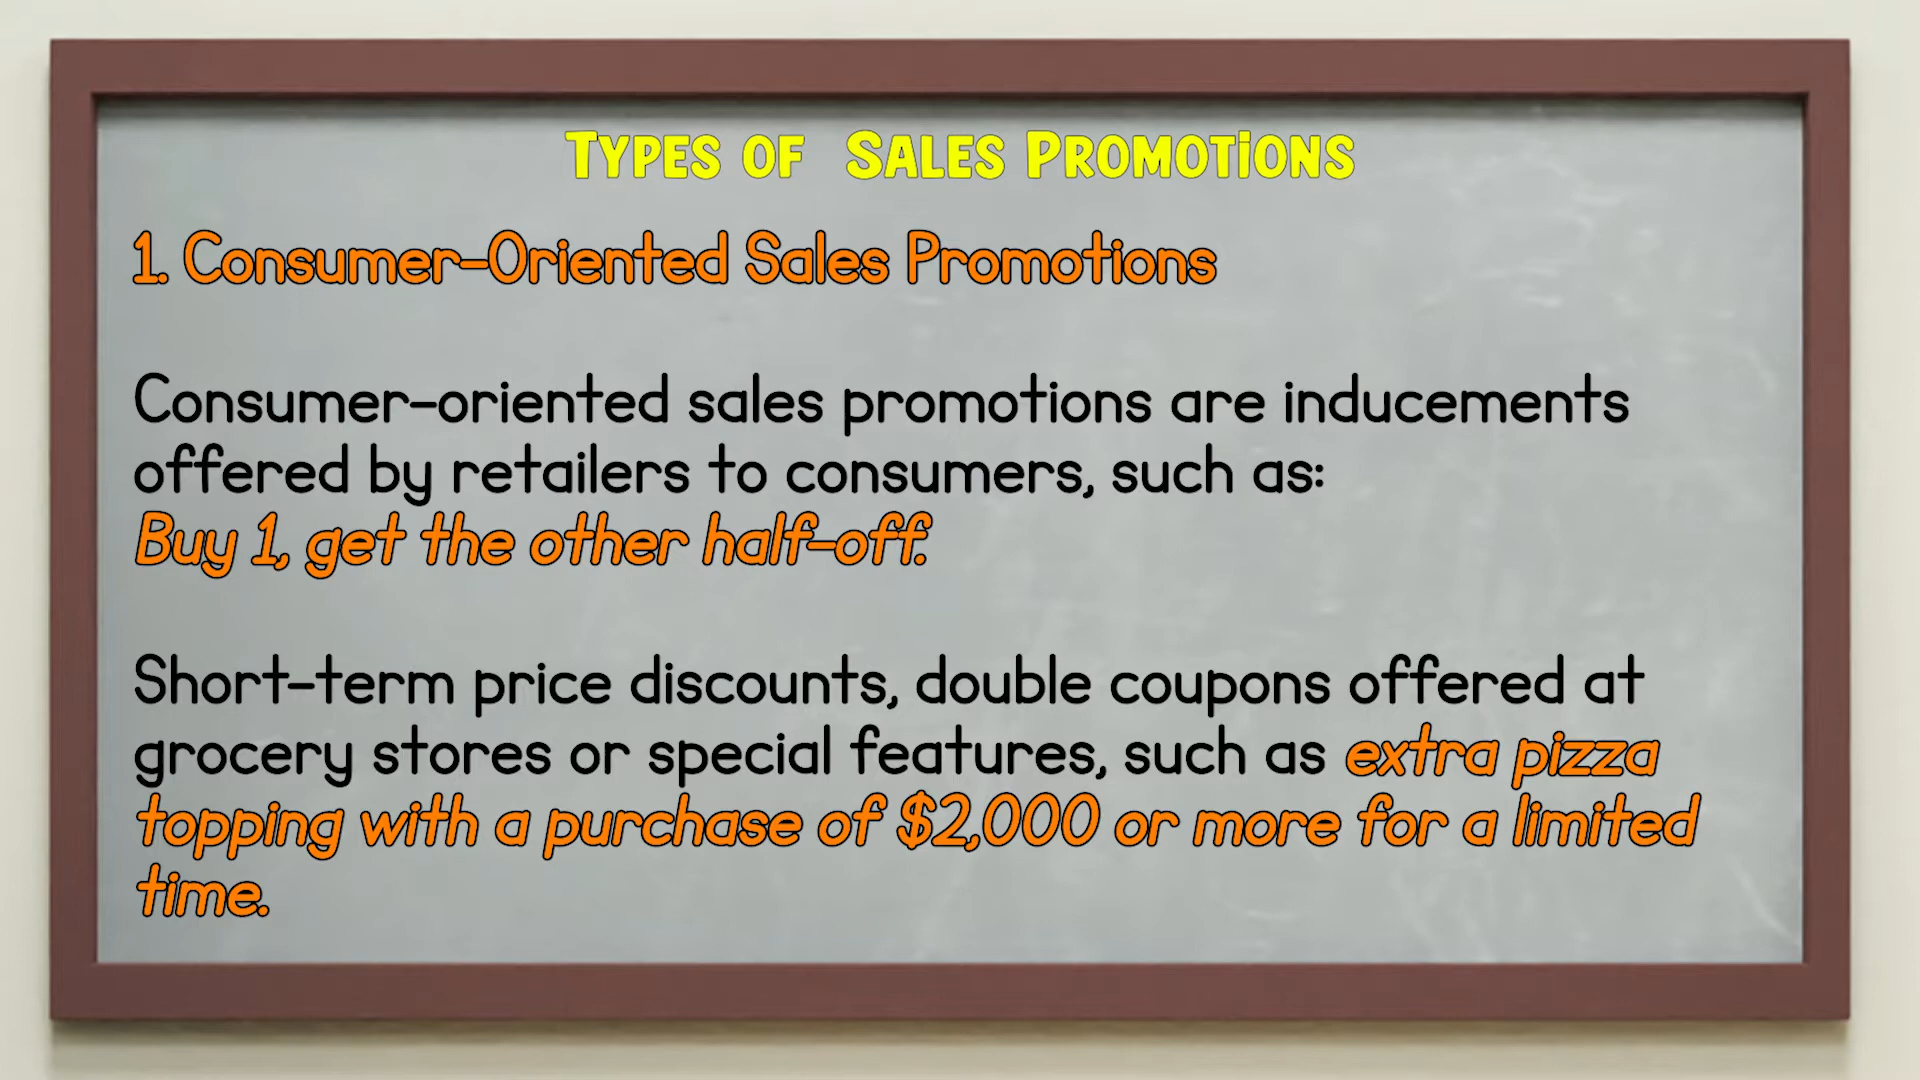 Types of Sales Promotions
1. Consumer-Oriented Sales Promotions
Consumer-oriented sales promotions are inducements
offered by retailers to consumers, such as:
Buy 1, get the other half-off.
Short-term price discounts, double coupons offered at
grocery stores or special features, such as extra pizza
topping with a purchase of $2,000 or more for a limited
time.